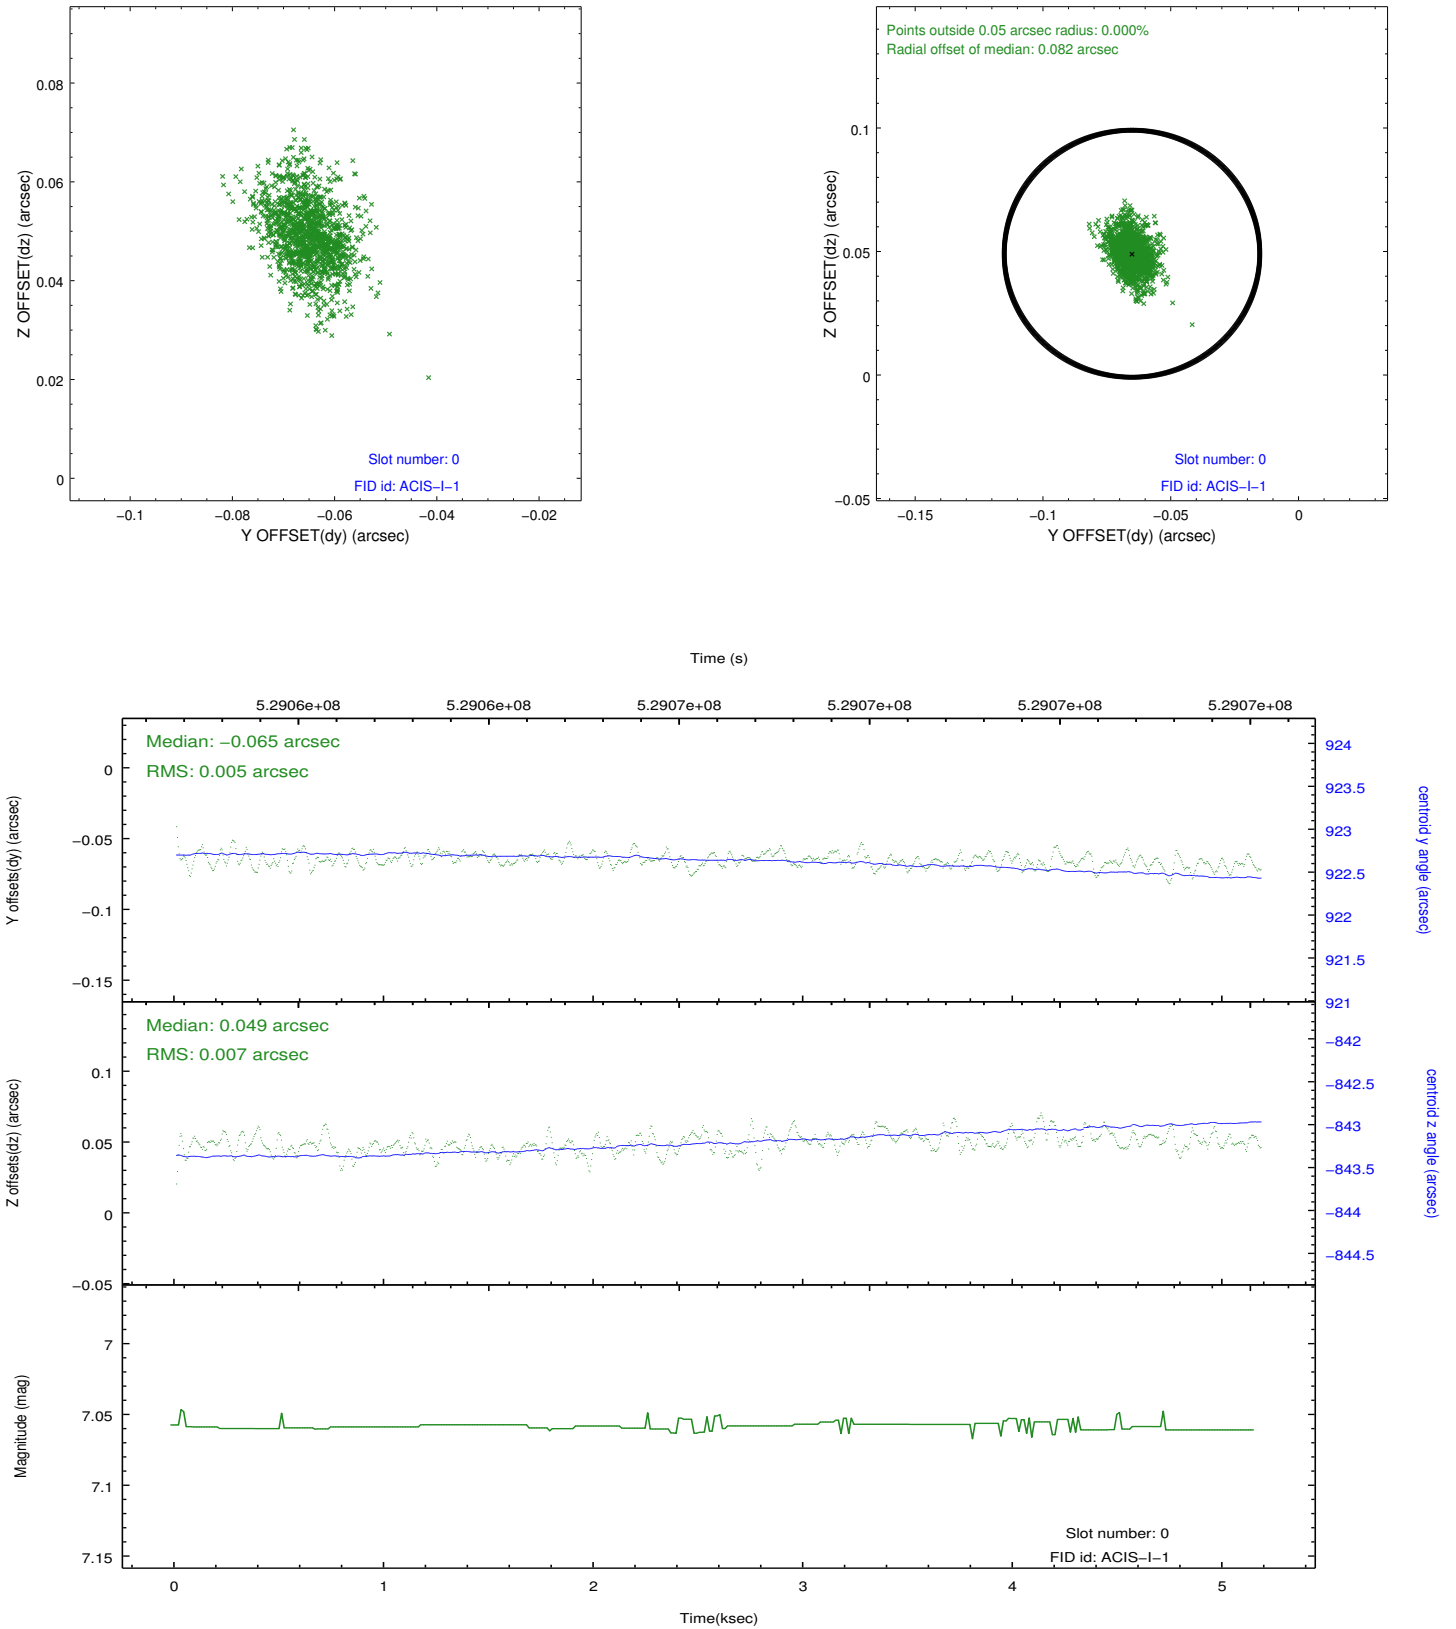 0.08
0.06
0.04
0.02
0
Z OFFSET(dz) (arcsec)
Slot number: 0
FID id: ACIS−I−1
−0.1
−0.08
−0.06
−0.04
−0.02
Y OFFSET(dy) (arcsec)
Points outside 0.05 arcsec radius: 0.000%
Radial offset of median: 0.082 arcsec
0.1
0.05
0
−0.05
Z OFFSET(dz) (arcsec)
Slot number: 0
FID id: ACIS−I−1
−0.15
−0.1
−0.05
0
Y OFFSET(dy) (arcsec)
Time (s)
5.2906e+08
5.2906e+08
5.2907e+08
5.2907e+08
5.2907e+08
5.2907e+08
Median: −0.065 arcsec
RMS: 0.005 arcsec
0
−0.05
−0.1
−0.15
Y offsets(dy) (arcsec)
924
923.5
923
922.5
922
921.5
921
centroid y angle (arcsec)
Median: 0.049 arcsec
RMS: 0.007 arcsec
0.1
0.05
0
−0.05
Z offsets(dz) (arcsec)
−842
−842.5
−843
−843.5
−844
−844.5
centroid z angle (arcsec)
7
7.05
7.1
7.15
Magnitude (mag)
Slot number: 0
FID id: ACIS−I−1
0
1
2
3
4
5
Time(ksec)